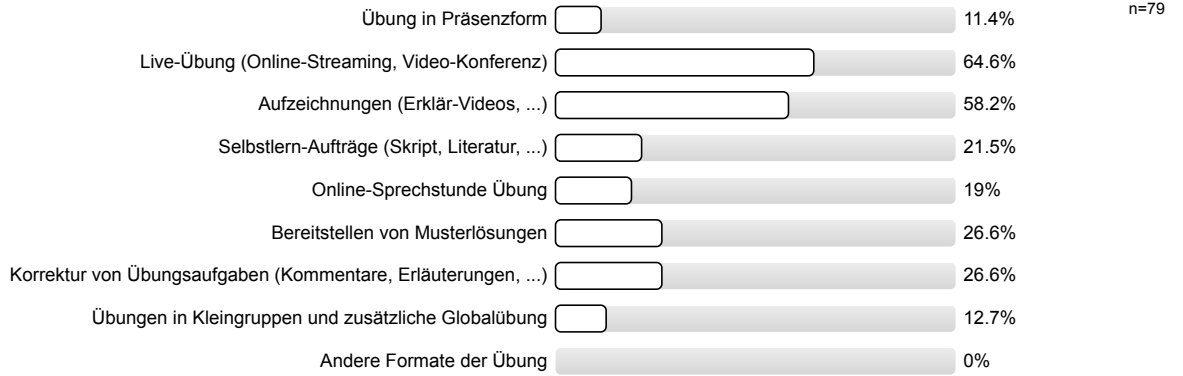 Übung in Präsenzform 11.4% n=79
Live-Übung (Online-Streaming, Video-Konferenz) 64.6%
Aufzeichnungen (Erklär-Videos, ...) 58.2%
Selbstlern-Aufträge (Skript, Literatur, ...) 21.5%
Online-Sprechstunde Übung 19%
Bereitstellen von Musterlösungen 26.6%
Korrektur von Übungsaufgaben (Kommentare, Erläuterungen, ...) 26.6%
Übungen in Kleingruppen und zusätzliche Globalübung 12.7%
Andere Formate der Übung 0%